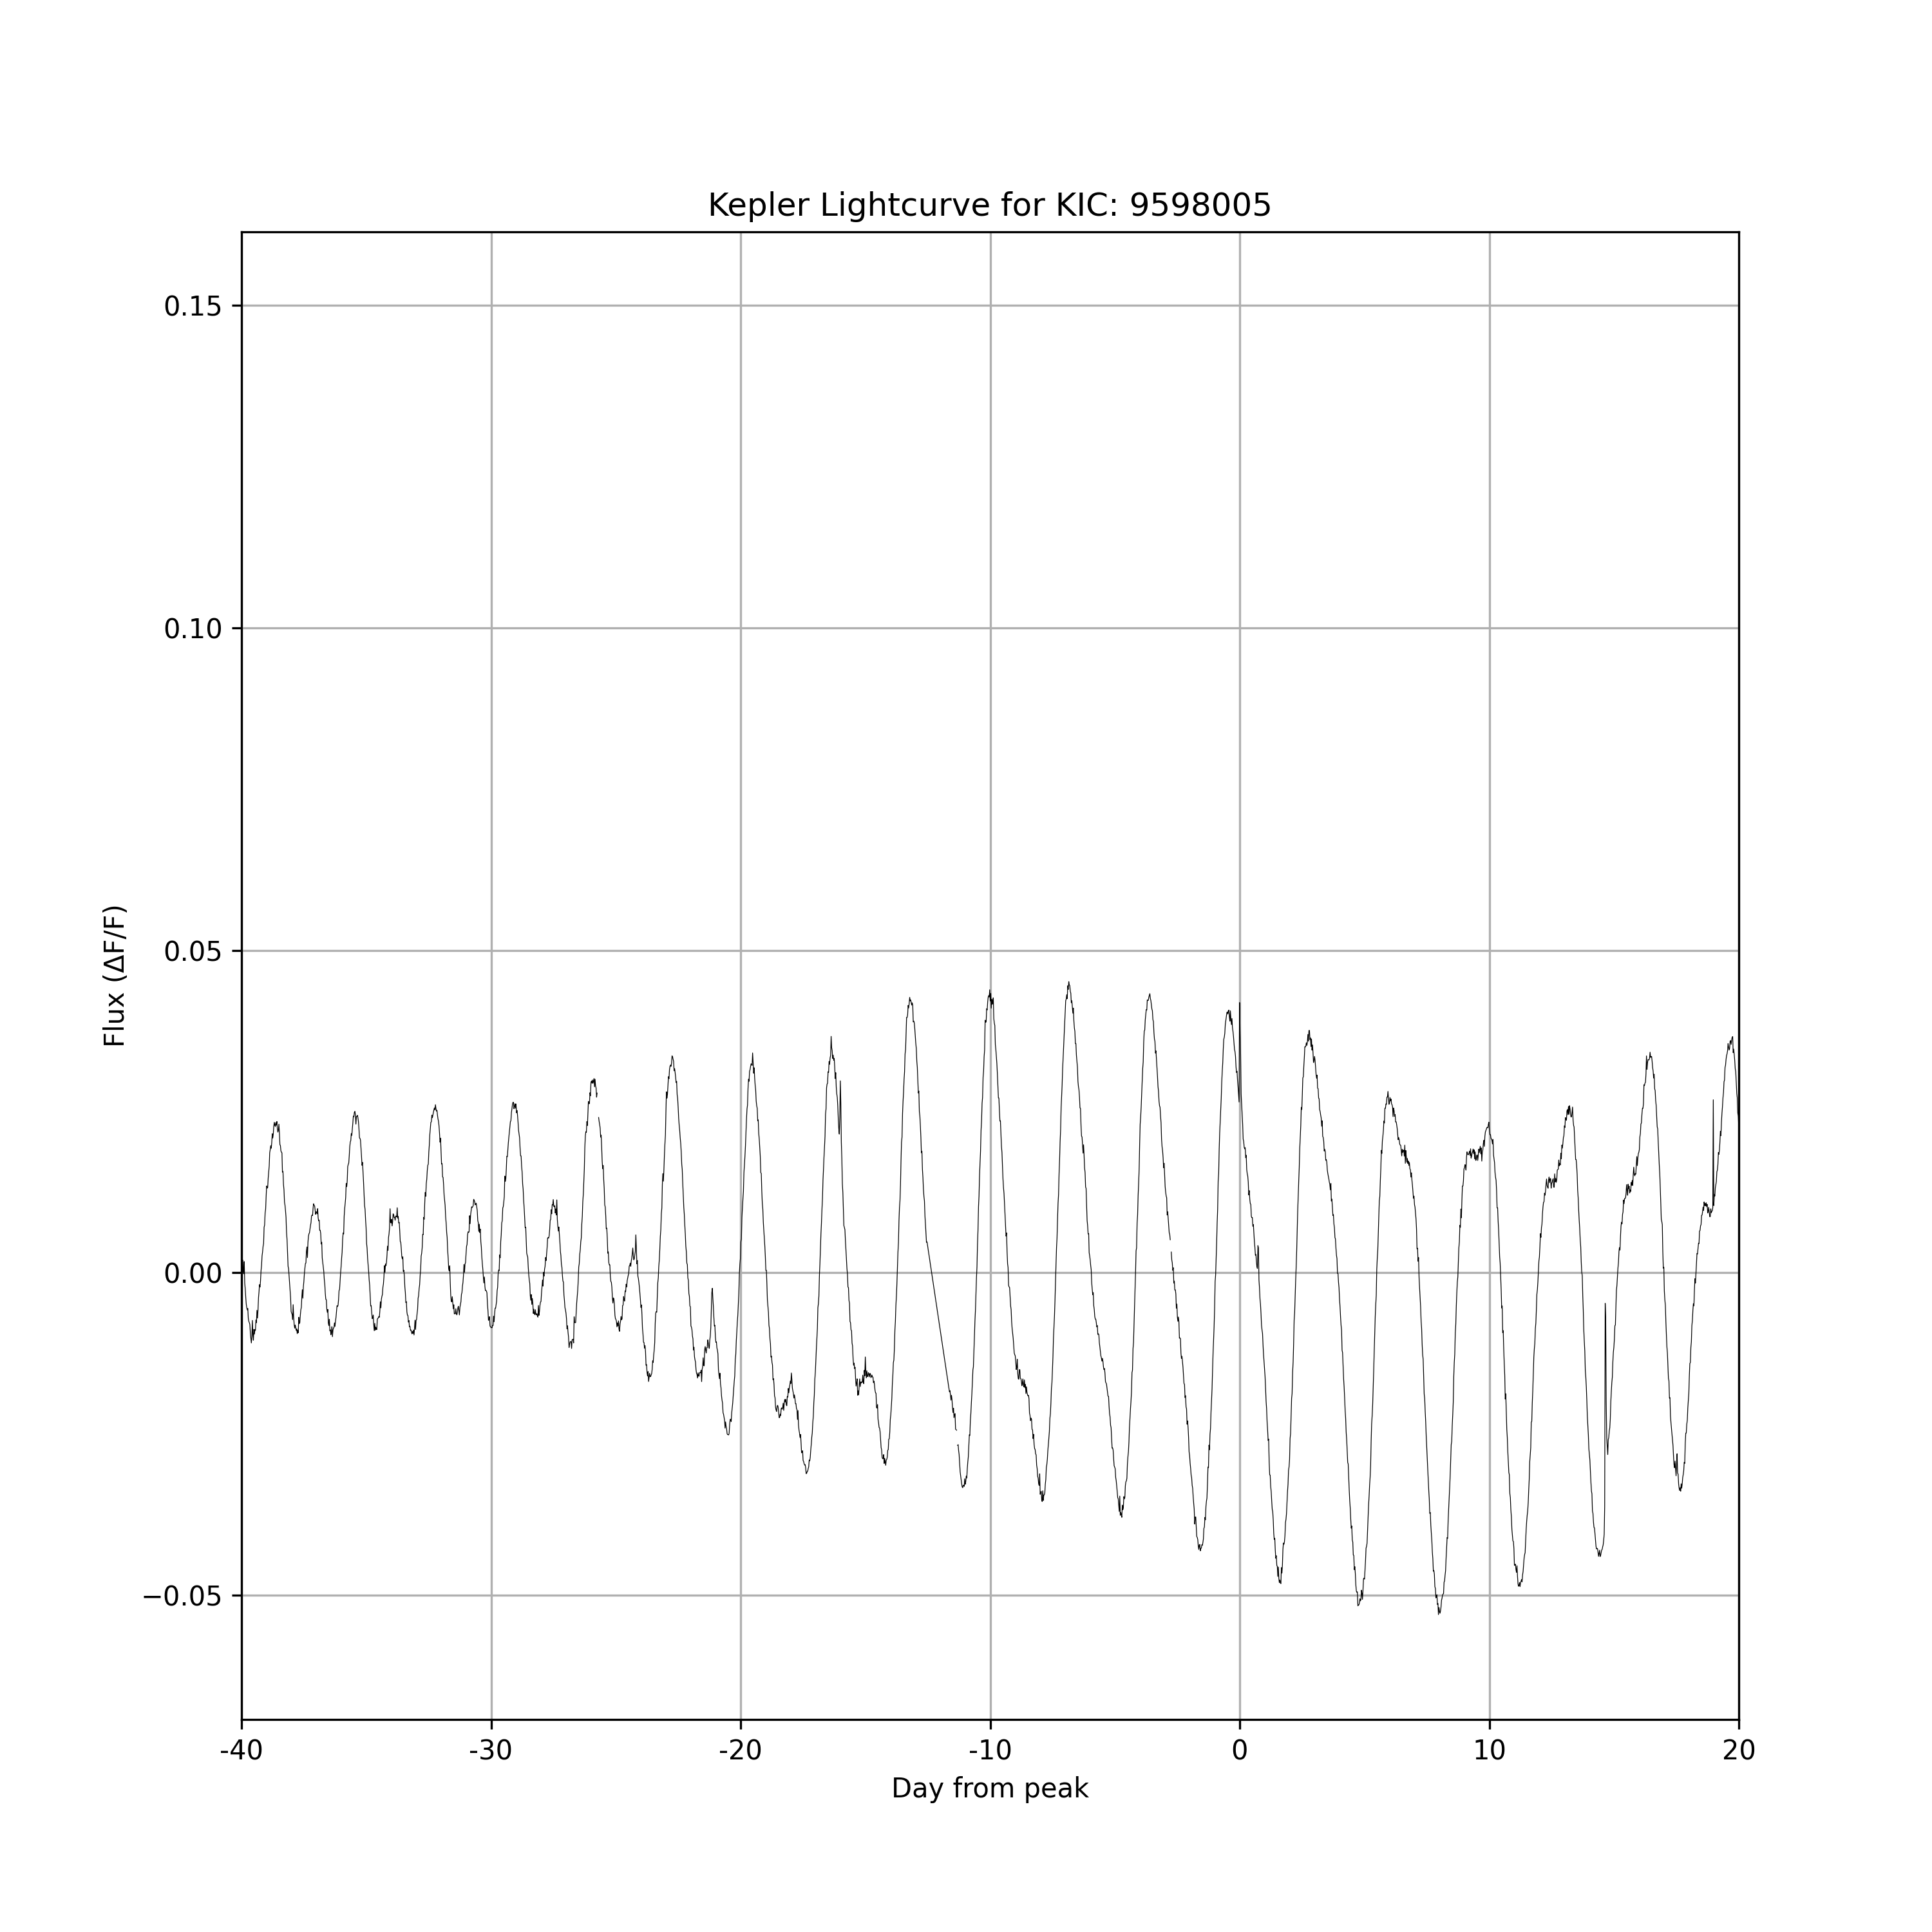 Kepler Lightcurve for KIC: 9598005
0.15
0.10
0.05
0.00
−0.05
Flux (ΔF/F)
-40 -30 -20 -10 0 10 20
Day from peak